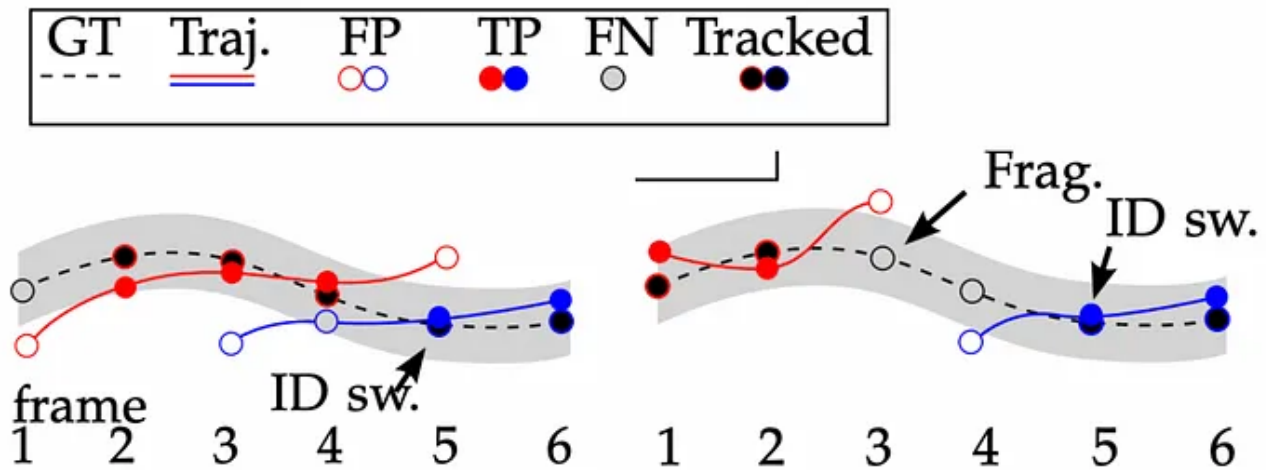 GT Traj. FP TP FN Tracked
Frag.
ID sw.
ID sw.
frame
1 2 3 4 5 6 1 2 3 4 5 6